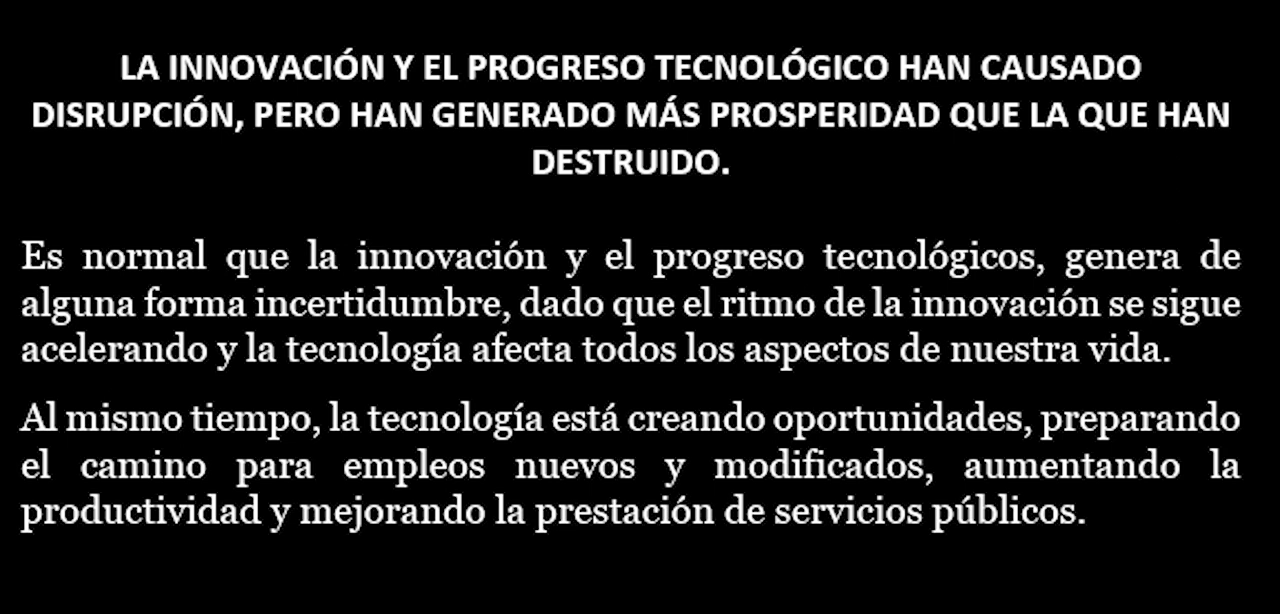 LA INNOVACIÓN Y EL PROGRESO TECNOLÓGICO HAN CAUSADO
DISRUPCIÓN, PERO HAN GENERADO MÁS PROSPERIDAD QUE LA QUE HAN
DESTRUIDO.
Es normal que la innovación y el progreso tecnológicos, genera de
alguna forma incertidumbre, dado que el ritmo de la innovación se sigue
acelerando y la tecnología afecta todos los aspectos de nuestra vida.
Al mismo tiempo, la tecnología está creando oportunidades, preparando
el camino para empleos nuevos y modificados, aumentando la
productividad y mejorando la prestación de servicios públicos.